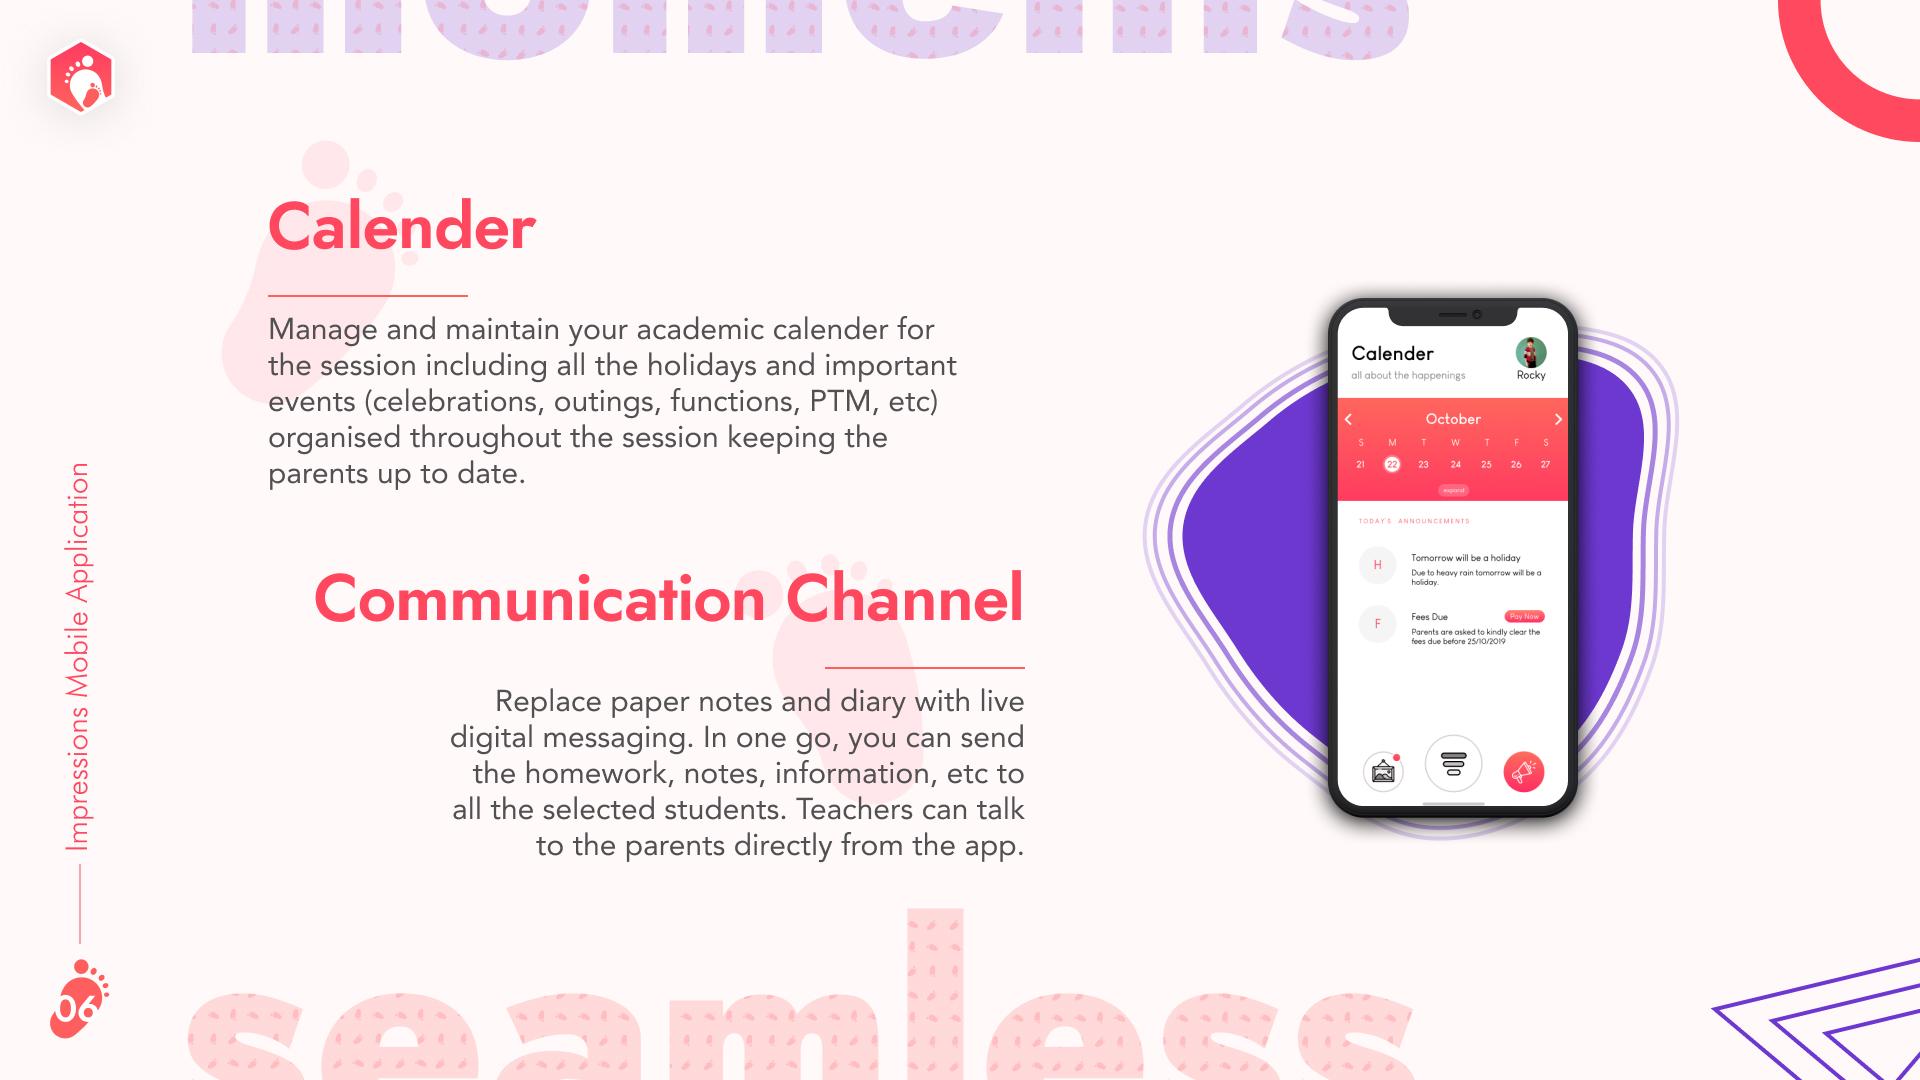 moments
Calender
Manage and maintain your academic calender for
the session including all the holidays and important
events (celebrations, outings, functions, PTM, etc)
organised throughout the session keeping the
parents up to date.
Communication Channel
Replace paper notes and diary with live
digital messaging. In one go, you can send
the homework, notes, information, etc to
all the selected students. Teachers can talk
to the parents directly from the app.
Calender
all about the happenings
Rocky
October
S M T W T F S
21 22 23 24 25 26 27
expand
TODAY'S ANNOUNCEMENTS
H
Tomorrow will be a holiday
Due to heavy rain tomorrow will be a
holiday.
F
Fees Due
Pay Now
Parents are asked to kindly clear the
fees due before 25/10/2019
Impressions Mobile Application
06
seamless